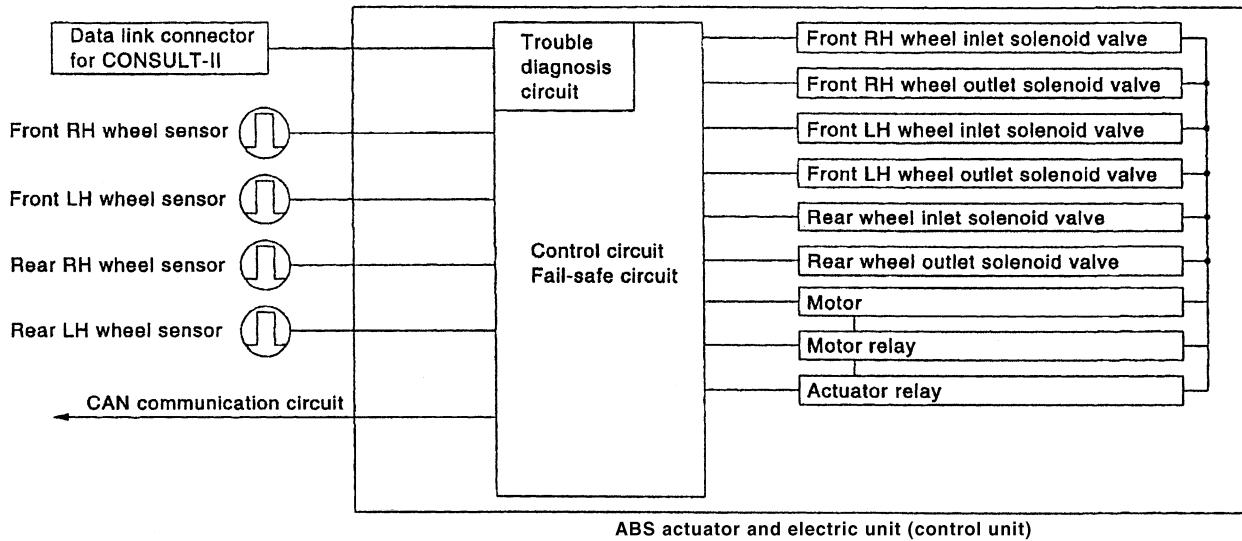 Data link connector
for CONSULT-II
Trouble
diagnosis
circuit
Front RH wheel sensor
Front LH wheel sensor
Rear RH wheel sensor
Rear LH wheel sensor
CAN communication circuit
Control circuit
Fail-safe circuit
Front RH wheel inlet solenoid valve
Front RH wheel outlet solenoid valve
Front LH wheel inlet solenoid valve
Front LH wheel outlet solenoid valve
Rear wheel inlet solenoid valve
Rear wheel outlet solenoid valve
Motor
Motor relay
Actuator relay
ABS actuator and electric unit (control unit)